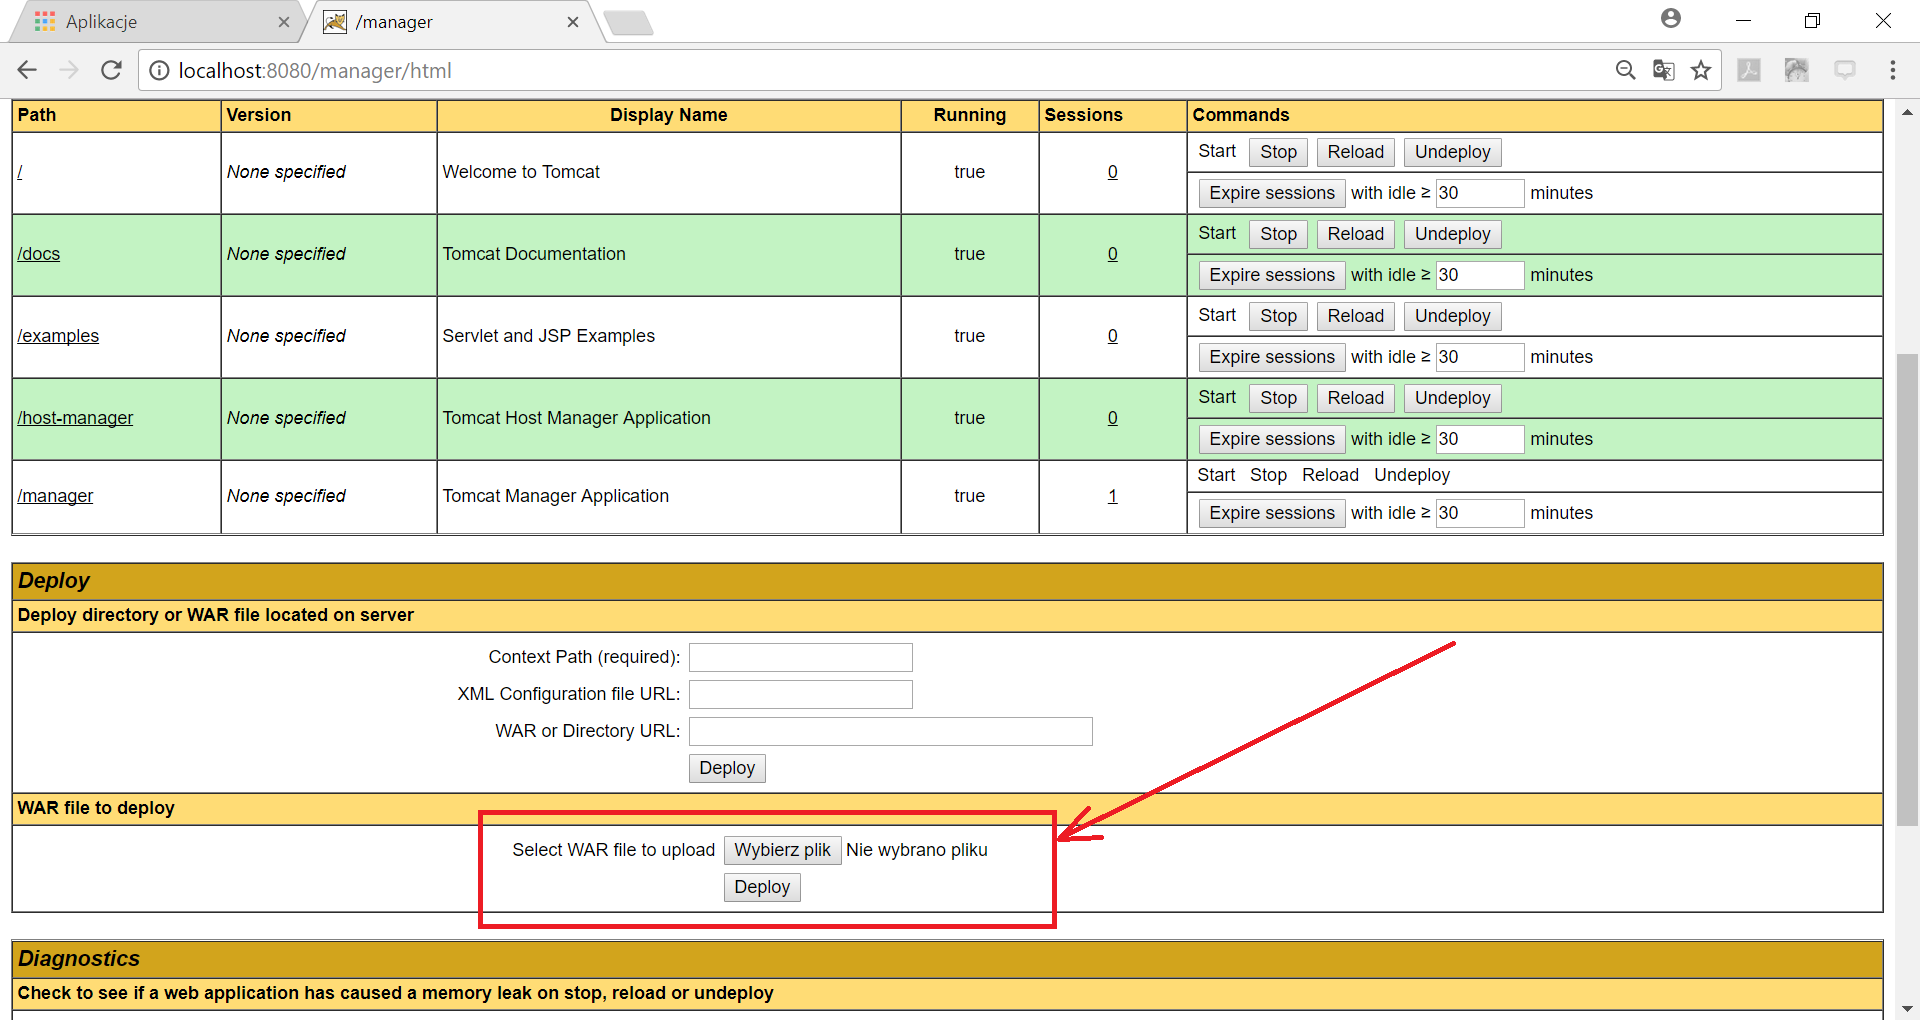 Aplikacje
/manager
localhost:8080/manager/html
Path Version Display Name Running Sessions Commands
/ None specified Welcome to Tomcat true 0 Start Stop Reload Undeploy
Expire sessions with idle ≥ 30 minutes
/docs None specified Tomcat Documentation true 0 Start Stop Reload Undeploy
Expire sessions with idle ≥ 30 minutes
/examples None specified Servlet and JSP Examples true 0 Start Stop Reload Undeploy
Expire sessions with idle ≥ 30 minutes
/host-manager None specified Tomcat Host Manager Application true 0 Start Stop Reload Undeploy
Expire sessions with idle ≥ 30 minutes
/manager None specified Tomcat Manager Application true 1 Start Stop Reload Undeploy
Expire sessions with idle ≥ 30 minutes
Deploy
Deploy directory or WAR file located on server
Context Path (required):
XML Configuration file URL:
WAR or Directory URL:
Deploy
WAR file to deploy
Select WAR file to upload Wybierz plik Nie wybrano pliku
Deploy
Diagnostics
Check to see if a web application has caused a memory leak on stop, reload or undeploy